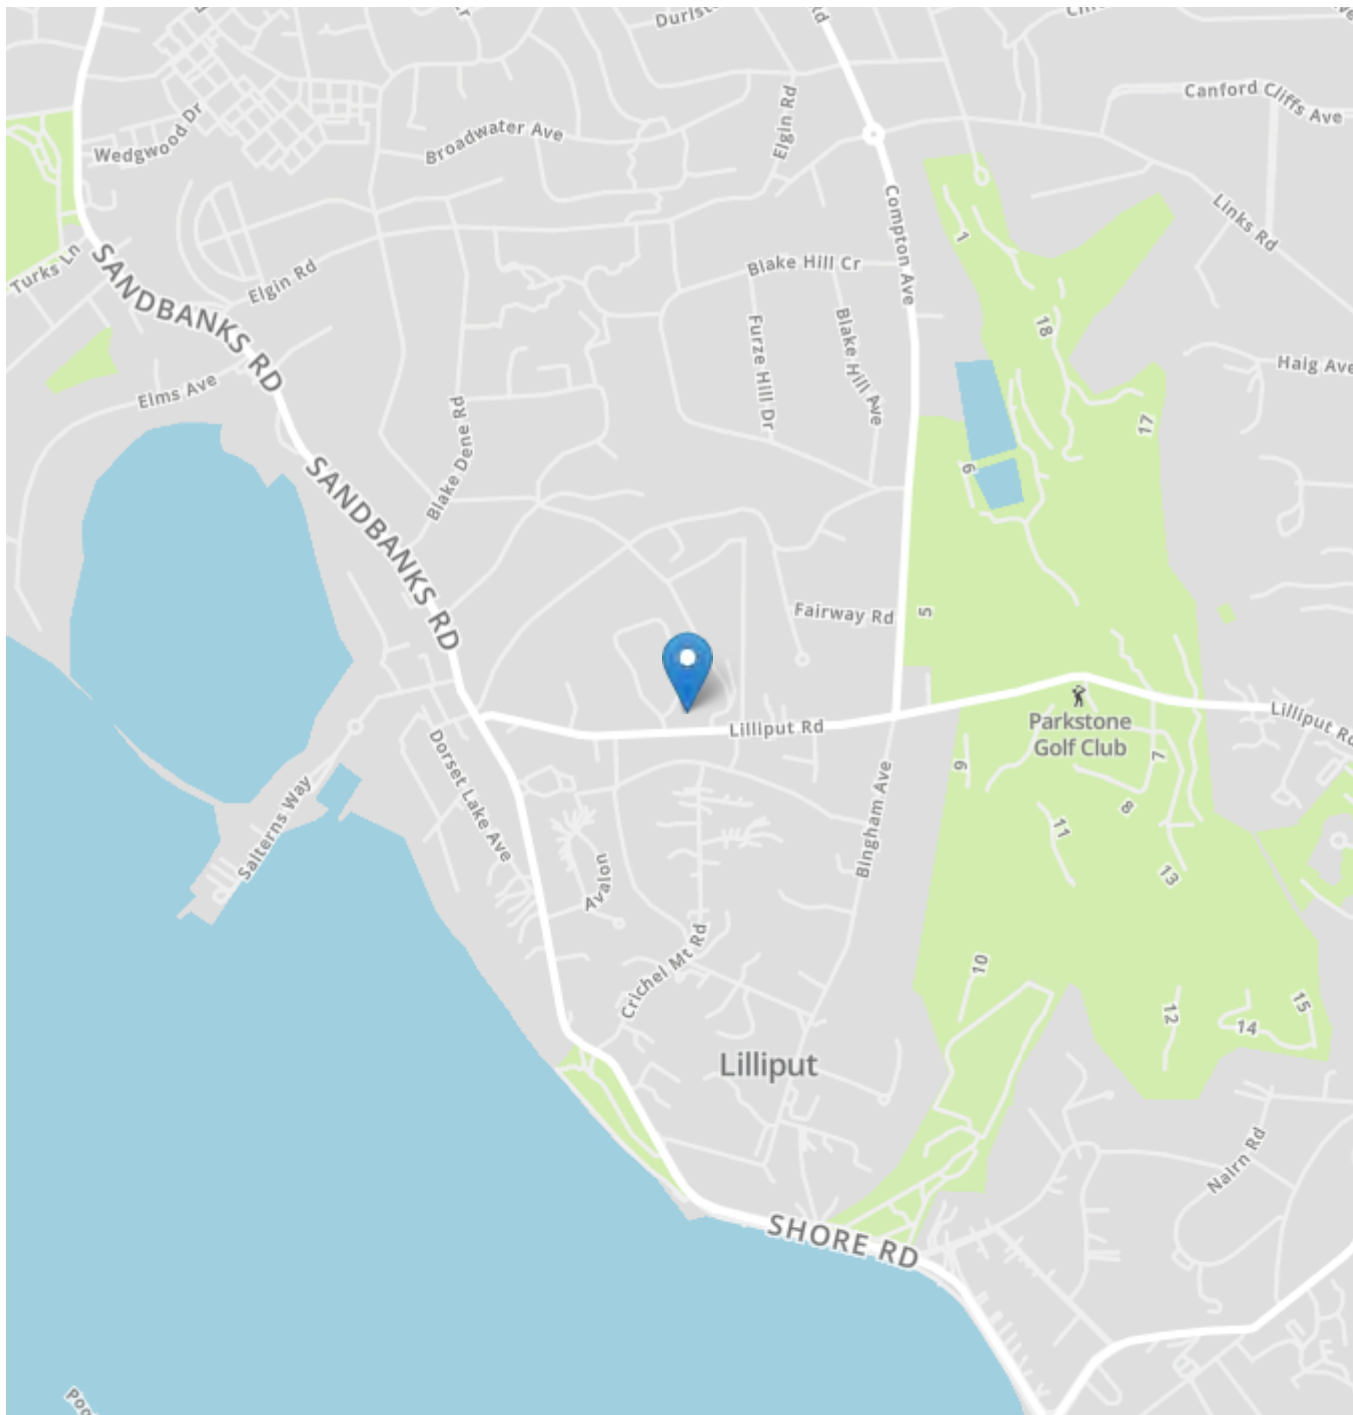 Durlst
Rd
Canford Cliffs Ave
Wedgwood Dr
Broadwater Ave
Elgin Rd
Compton Ave
Links Rd
1
Turks Ln
SANDBANKS RD
Elgin Rd
Blake Hill Cr
Furze Hill Dr
Blake Hill Ave
18
Haig Ave
Elms Ave
Blake Dene Rd
17
6
SANDBANKS RD
Fairway Rd
5
Lilliput Rd
Parkstone
Golf Club
Lilliput Rd
Dorset Lake Ave
Salterns Way
Avalon
Bingham Ave
9
7
8
11
13
Crichel Mt Rd
10
12
14
15
Lilliput
Nairn Rd
SHORE RD
Poo